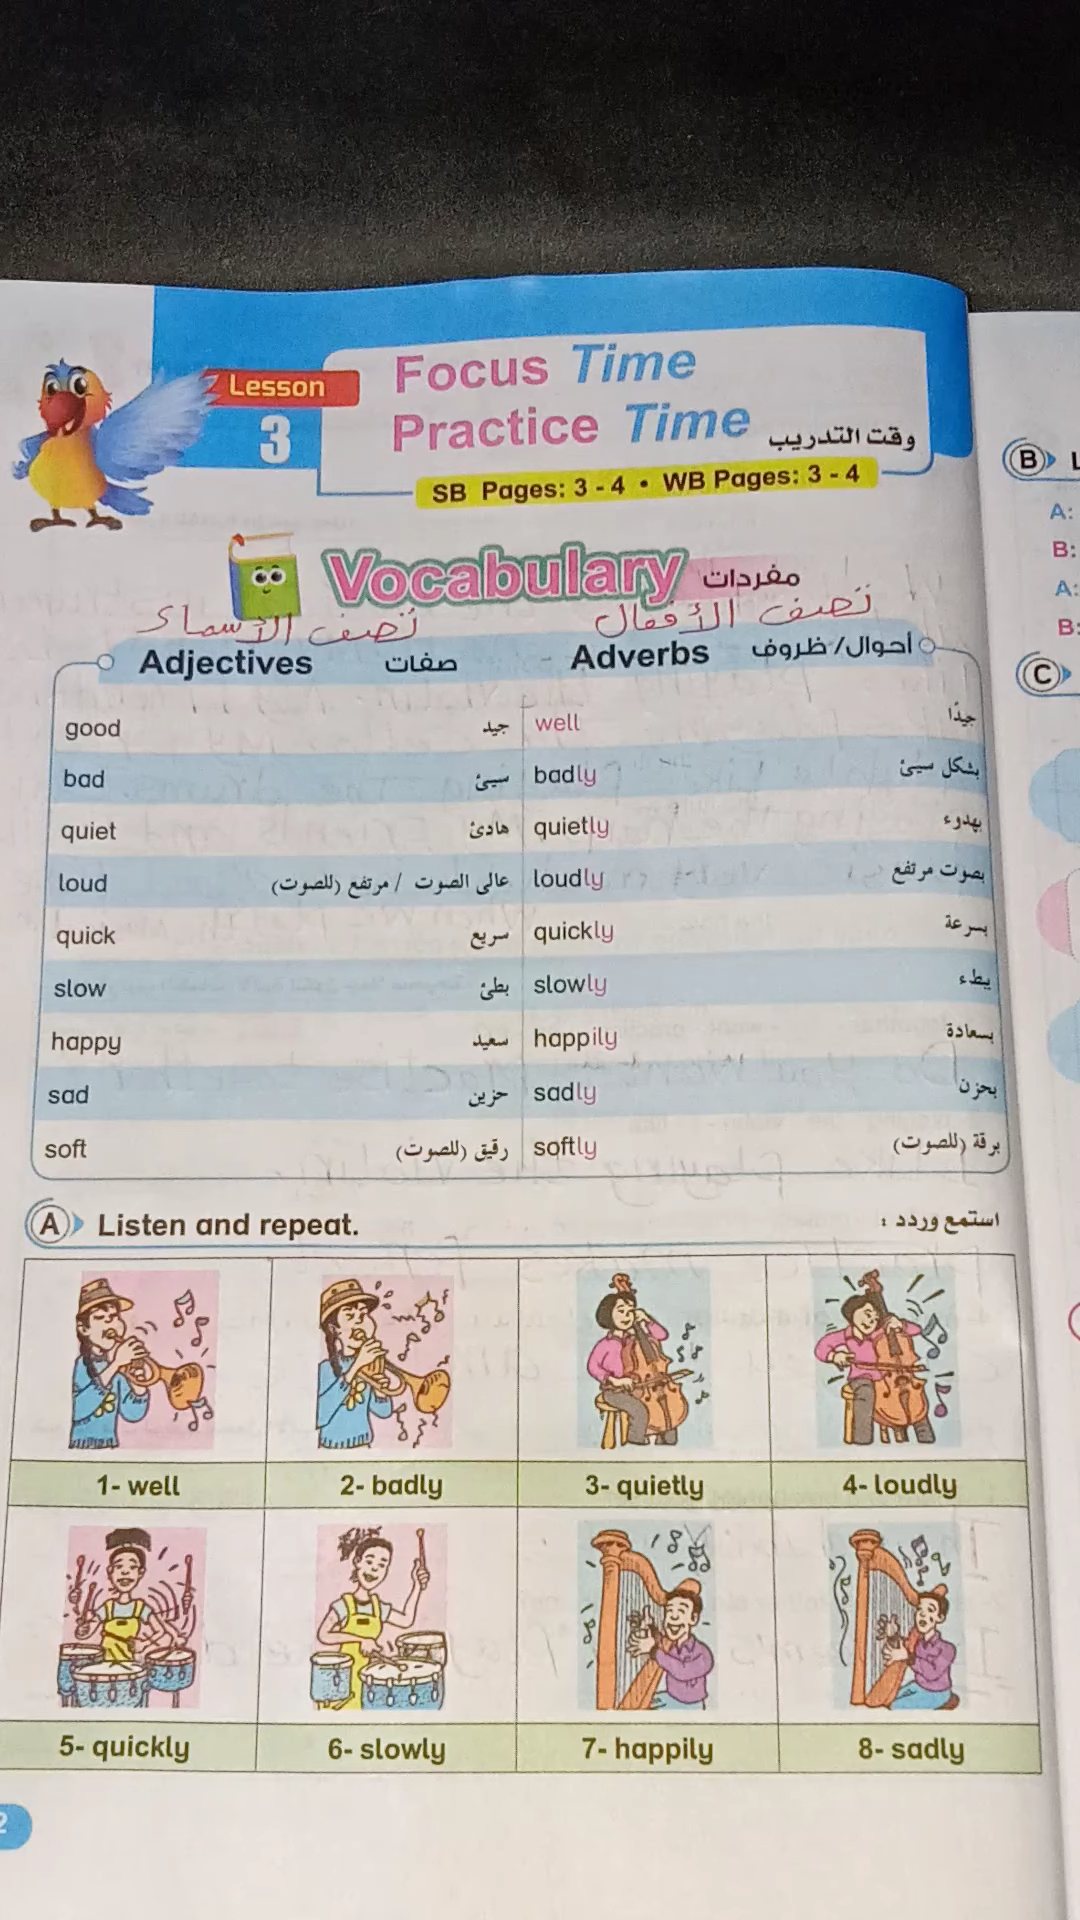 Lesson
3
Focus Time
Practice Time وقت التدريب
SB Pages: 3 - 4 • WB Pages: 3 - 4
Vocabulary مفردات
تصف الأسماء تصف الأفعال
Adjectives صفات Adverbs أحوال/ظروف
good جيد well جيدًا
bad سيئ badly بشكل سيئ
quiet هادئ quietly بهدوء
loud عالى الصوت / مرتفع (للصوت) loudly بصوت مرتفع
quick سريع quickly بسرعة
slow بطئ slowly ببطء
happy سعيد happily بسعادة
sad حزين sadly بحزن
soft رقيق (للصوت) softly برقة (للصوت)
A Listen and repeat. استمع وردد :
1- well 2- badly 3- quietly 4- loudly
5- quickly 6- slowly 7- happily 8- sadly
2
B
A:
B:
A:
B:
C